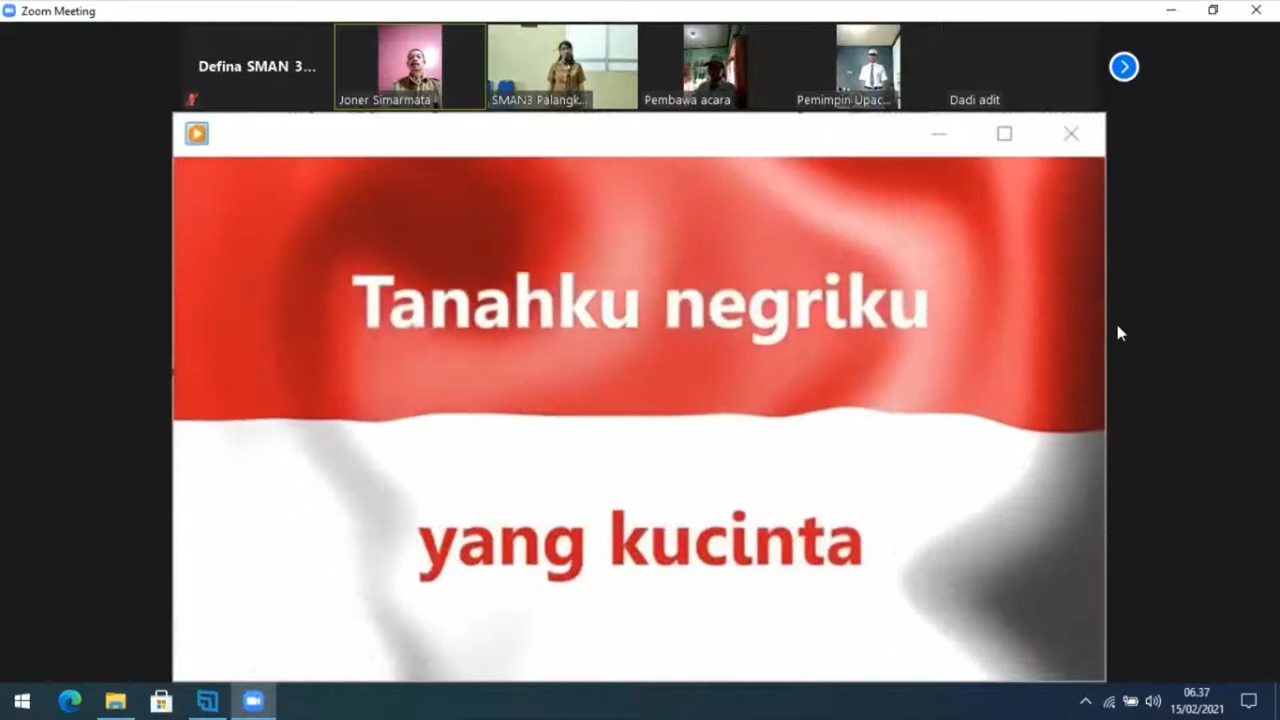 Zoom Meeting
Defina SMAN 3...
Joner Simarmata
SMAN3 Palangk...
Pembawa acara
Pemimpin Upac...
Dadi adit
Tanahku negriku
yang kucinta
06.37
15/02/2021